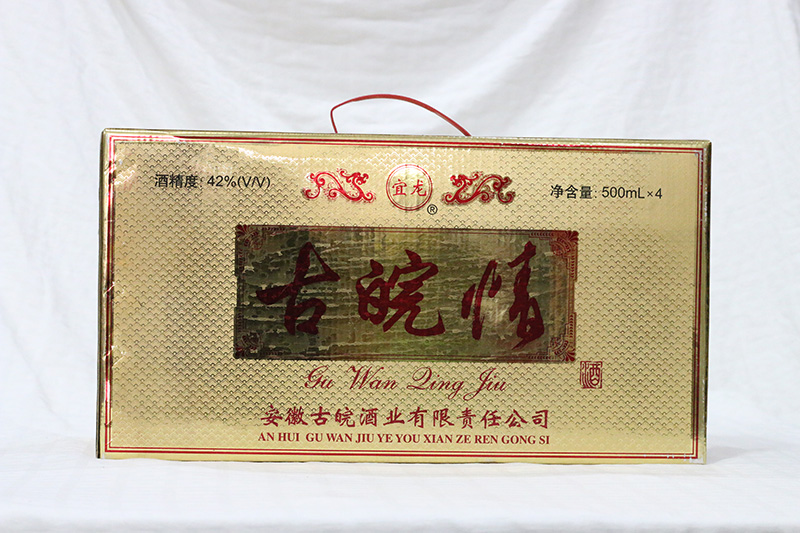 酒精度: 42%(V/V)
宜龙
®
净含量: 500mL×4
古皖情
Gu Wan Qing Jiu
酒
安徽古皖酒业有限责任公司
AN HUI GU WAN JIU YE YOU XIAN ZE REN GONG SI